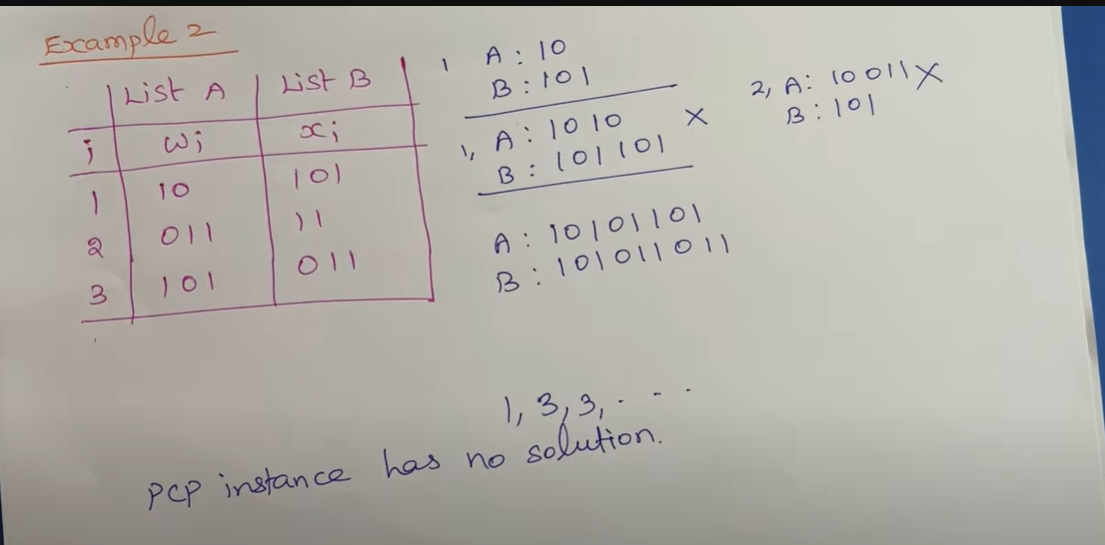 Example 2
List A List B
i wi xi
1 10 101
2 011 11
3 101 011
1 A : 10
B : 101
1, A : 1010 X
B : 101101
A : 10101101
B : 101011011
2, A : 10011 X
B : 101
1, 3, 3, . - -
PCP instance has no solution.